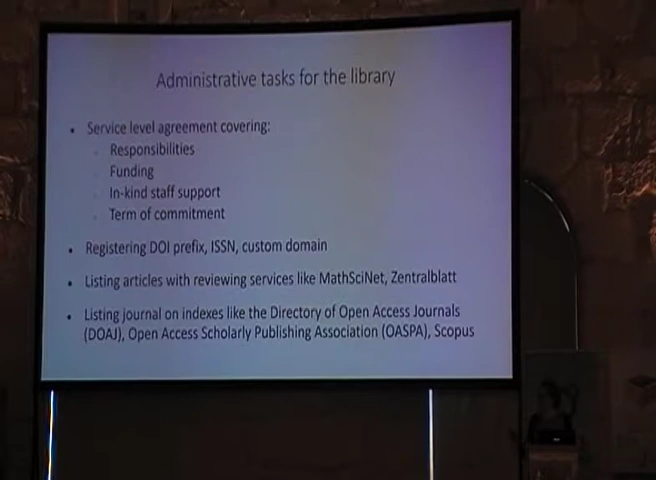 Administrative tasks for the library
• Service level agreement covering:
Responsibilities
Funding
In-kind staff support
Term of commitment
• Registering DOI prefix, ISSN, custom domain
• Listing articles with reviewing services like MathSciNet, Zentralblatt
• Listing journal on indexes like the Directory of Open Access Journals
(DOAJ), Open Access Scholarly Publishing Association (OASPA), Scopus